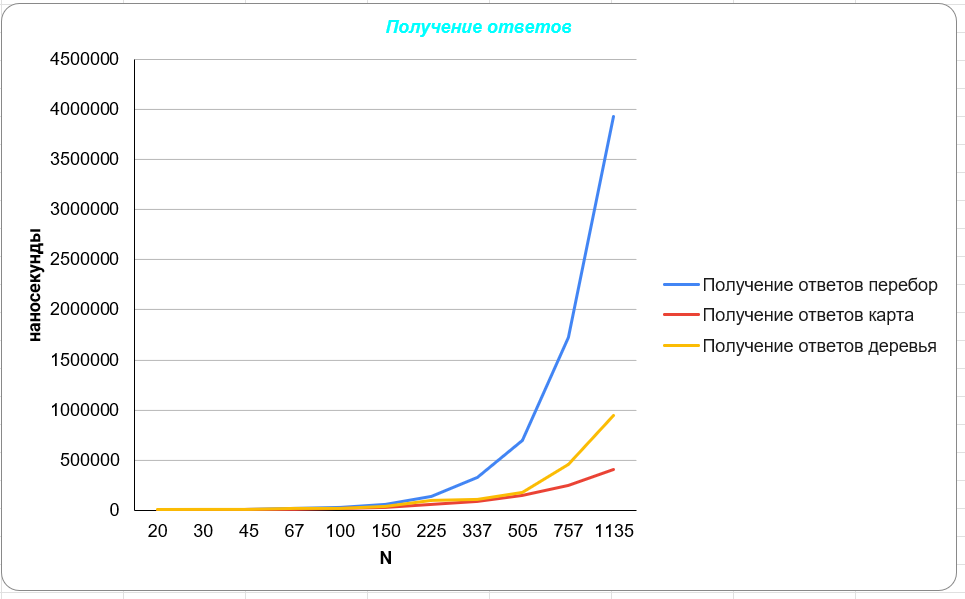 Получение ответов
4500000
4000000
3500000
3000000
2500000
2000000
1500000
1000000
500000
0
наносекунды
20 30 45 67 100 150 225 337 505 757 1135
N
Получение ответов перебор
Получение ответов карта
Получение ответов деревья